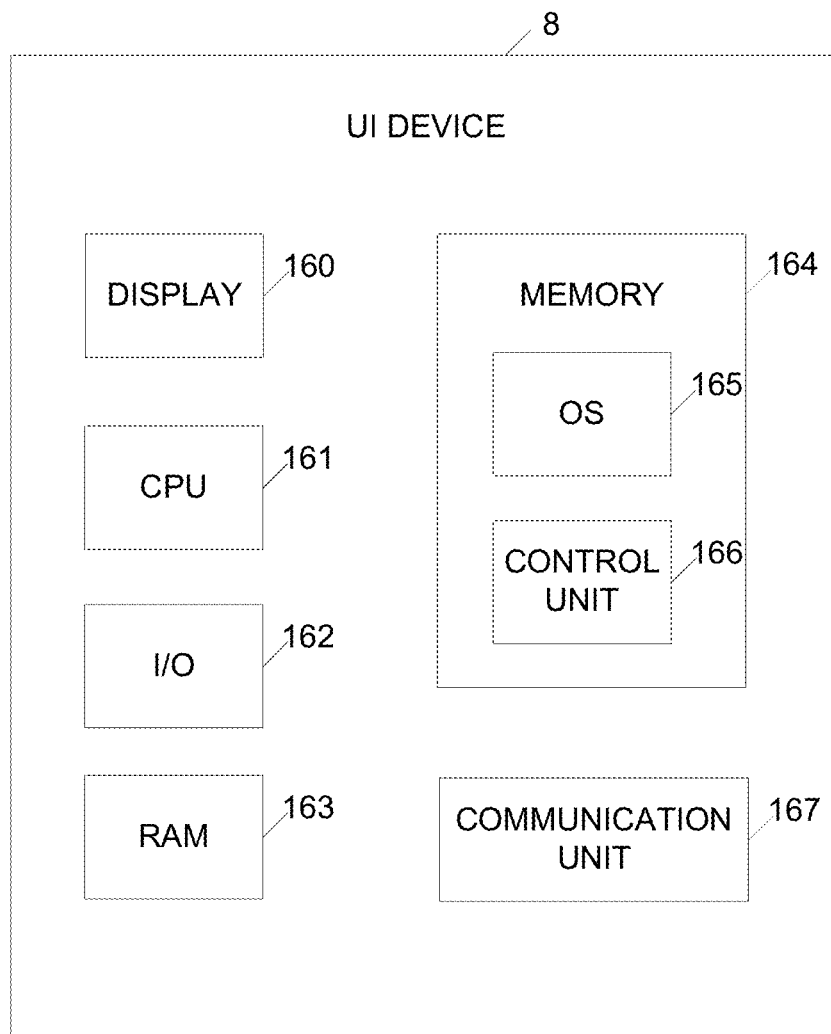 8
UI DEVICE
DISPLAY
160
CPU
161
I/O
162
RAM
163
MEMORY
164
OS
165
CONTROL
UNIT
166
COMMUNICATION
UNIT
167